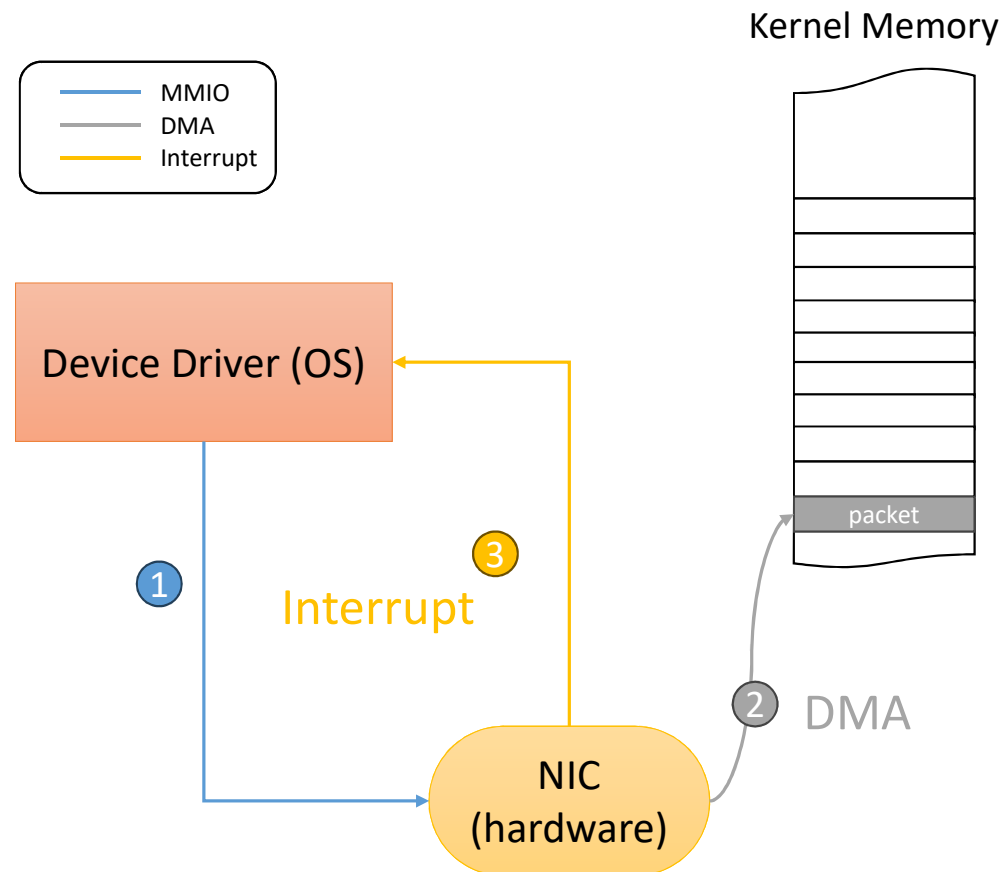 Kernel Memory
MMIO
DMA
Interrupt
Device Driver (OS)
packet
3
1
Interrupt
2
DMA
NIC
(hardware)